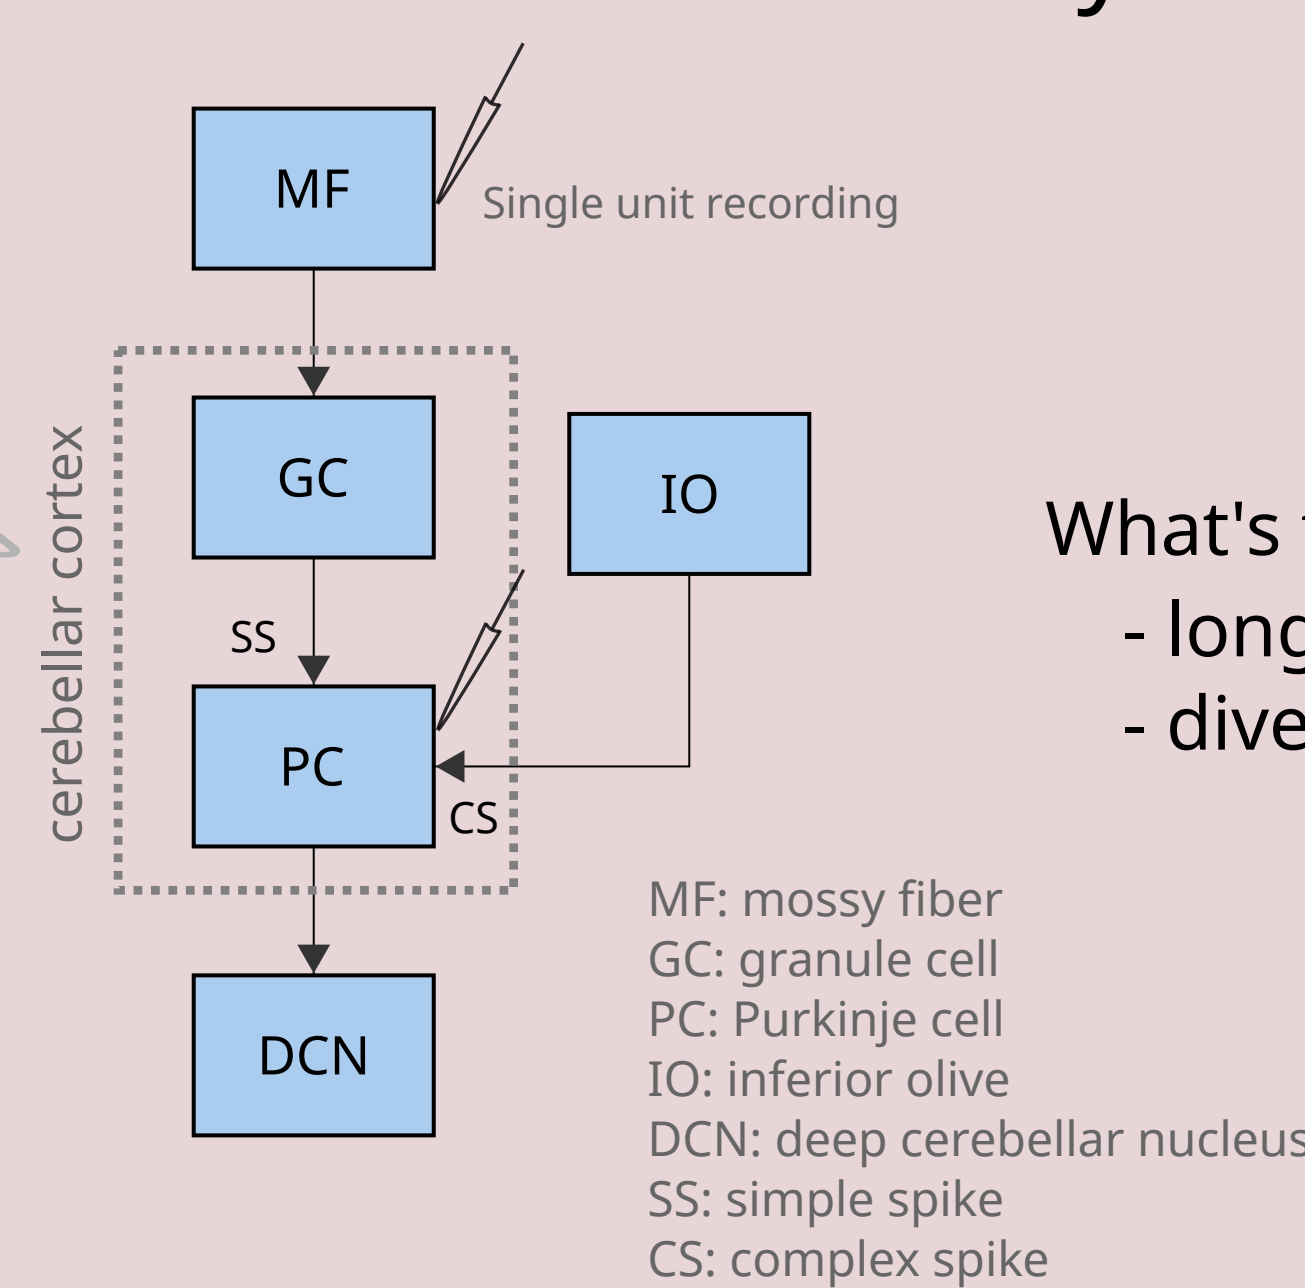 MF
Single unit recording
cerebellar cortex
GC
IO
What's
- long
- dive
SS
PC
CS
MF: mossy fiber
GC: granule cell
PC: Purkinje cell
IO: inferior olive
DCN: deep cerebellar nucleus
DCN
SS: simple spike
CS: complex spike